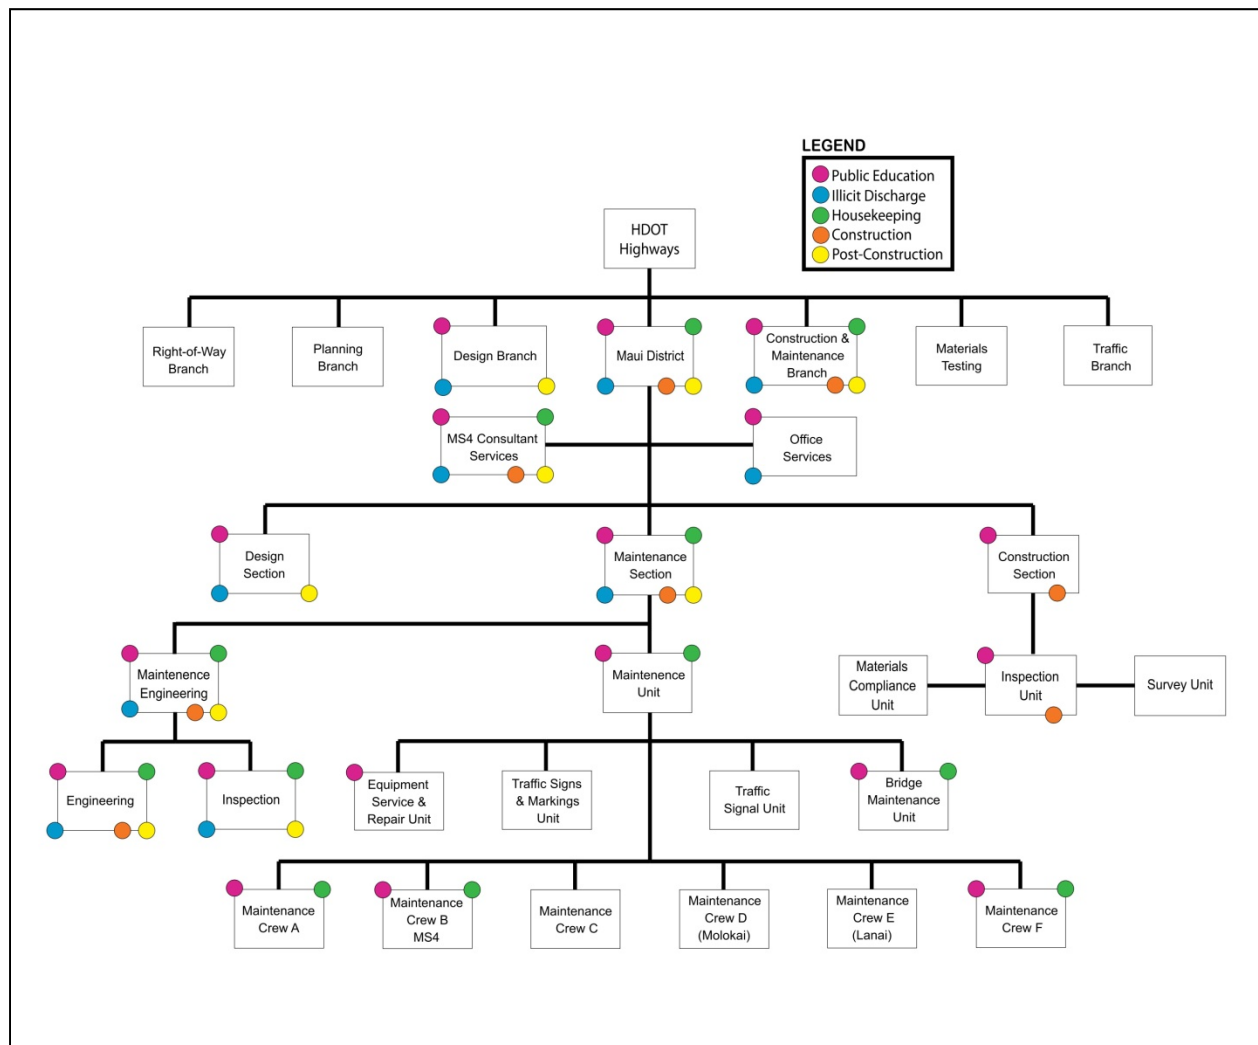 LEGEND
Public Education
Illicit Discharge
Housekeeping
Construction
Post-Construction
HDOT
Highways
Right-of-Way
Branch
Planning
Branch
Design Branch
Maui District
Construction &
Maintenance
Branch
Materials
Testing
Traffic
Branch
MS4 Consultant
Services
Office
Services
Design
Section
Maintenance
Section
Construction
Section
Maintenence
Engineering
Maintenence
Unit
Materials
Compliance
Unit
Inspection
Unit
Survey Unit
Engineering
Inspection
Equipment
Service &
Repair Unit
Traffic Signs
& Markings
Unit
Traffic
Signal Unit
Bridge
Maintenance
Unit
Maintenance
Crew A
Maintenance
Crew B
MS4
Maintenance
Crew C
Maintenance
Crew D
(Molokai)
Maintenance
Crew E
(Lanai)
Maintenance
Crew F